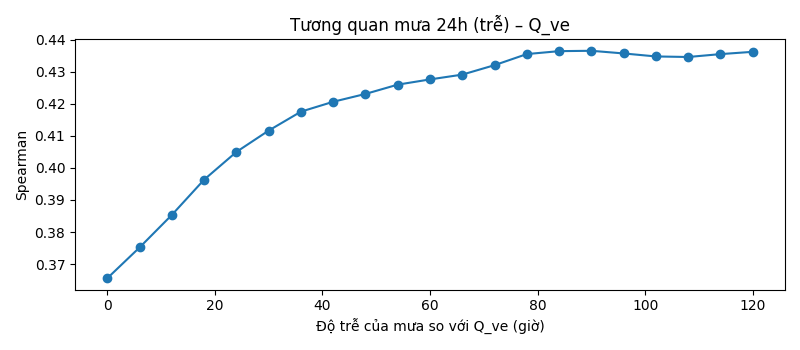 Tương quan mưa 24h (trễ) – Q_ve
0.44
0.43
0.42
0.41
0.40
0.39
0.38
0.37
Spearman
0 20 40 60 80 100 120
Độ trễ của mưa so với Q_ve (giờ)